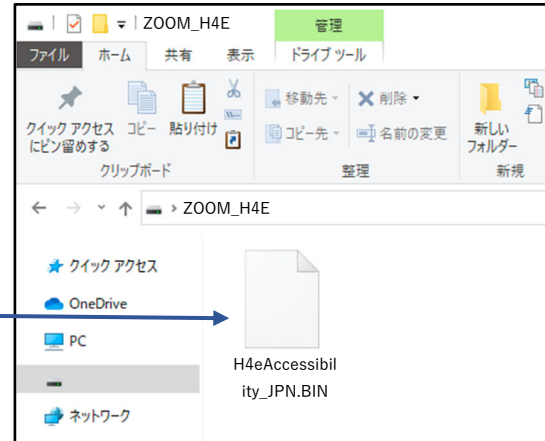 ZOOM_H4E
管理
ファイル ホーム 共有 表示 ドライブ ツール
クイック アクセス
にピン留めする
コピー
貼り付け
移動先
コピー先
削除
名前の変更
新しい
フォルダー
クリップボード 整理 新規
ZOOM_H4E
クイック アクセス
OneDrive
PC
ネットワーク
H4eAccessibil
ity_JPN.BIN